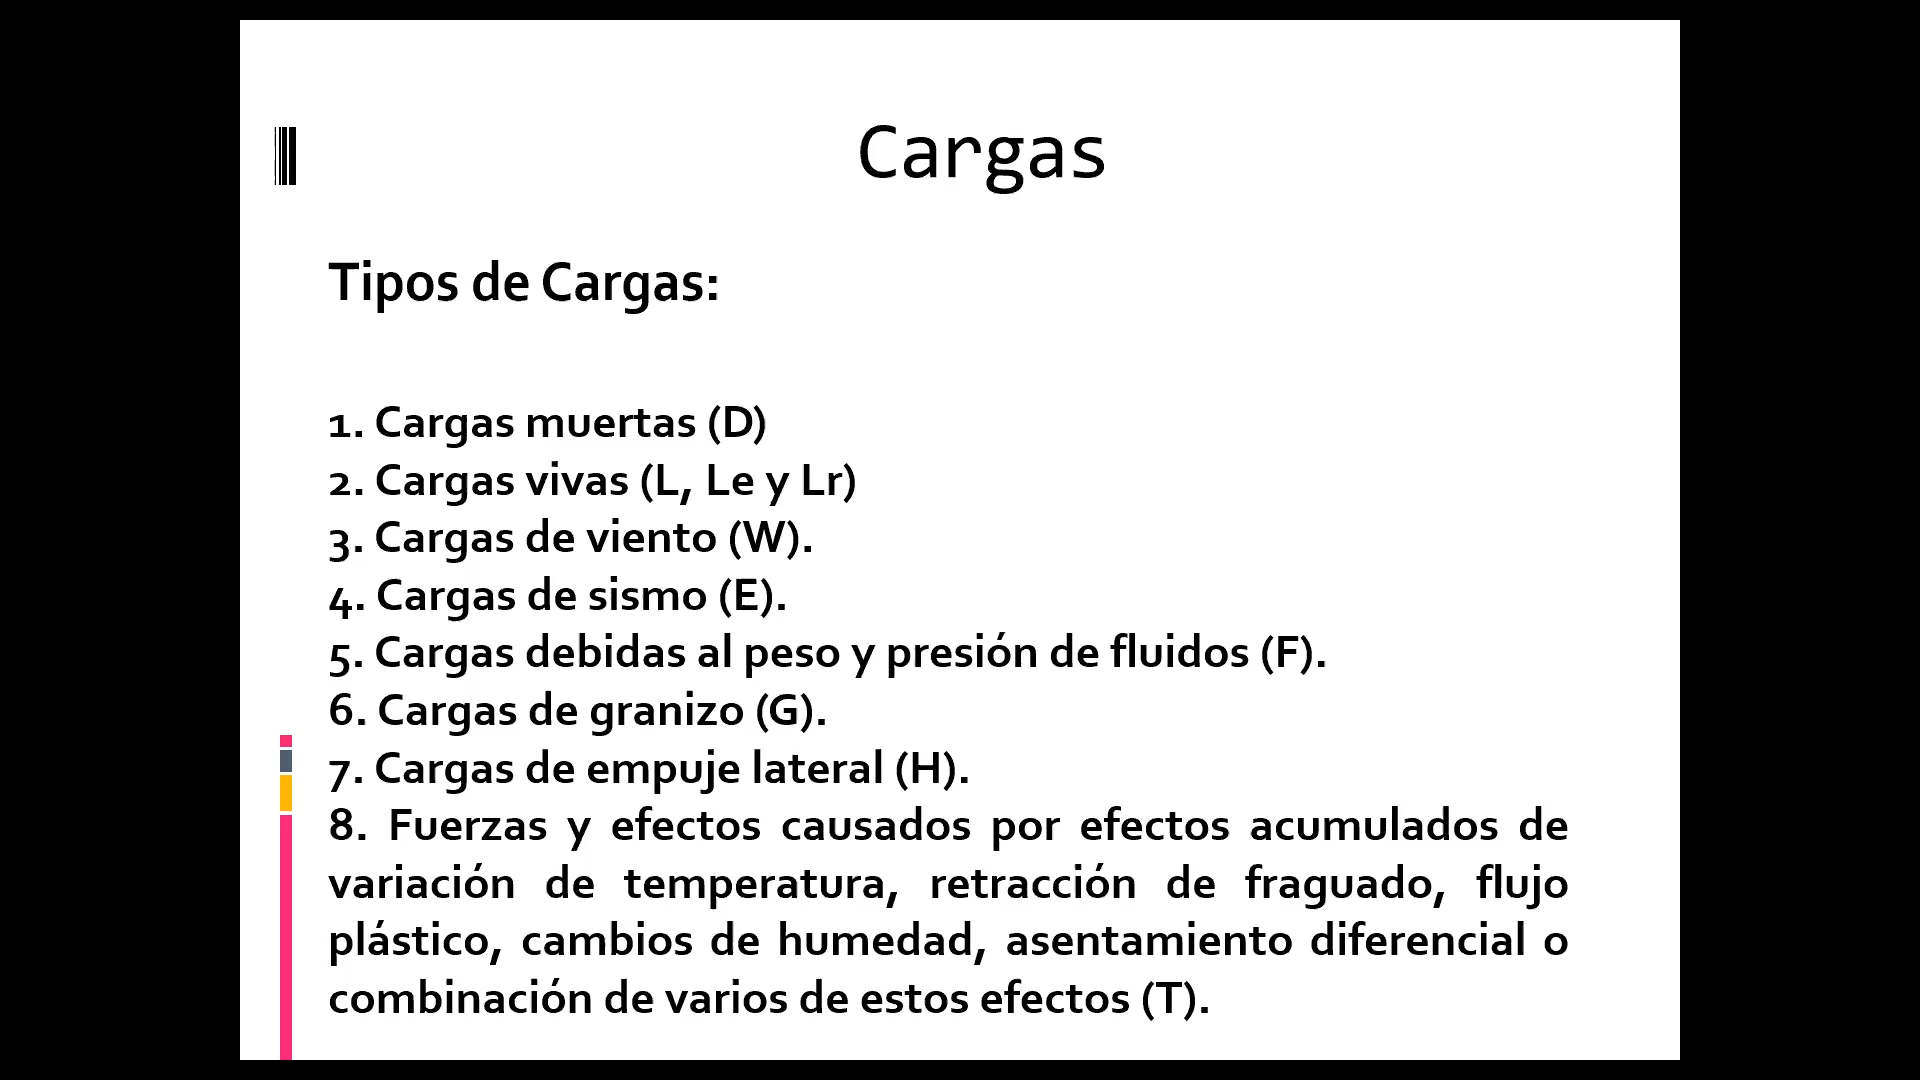 Cargas
Tipos de Cargas:
1. Cargas muertas (D)
2. Cargas vivas (L, Le y Lr)
3. Cargas de viento (W).
4. Cargas de sismo (E).
5. Cargas debidas al peso y presión de fluidos (F).
6. Cargas de granizo (G).
7. Cargas de empuje lateral (H).
8. Fuerzas y efectos causados por efectos acumulados de
variación de temperatura, retracción de fraguado, flujo
plástico, cambios de humedad, asentamiento diferencial o
combinación de varios de estos efectos (T).